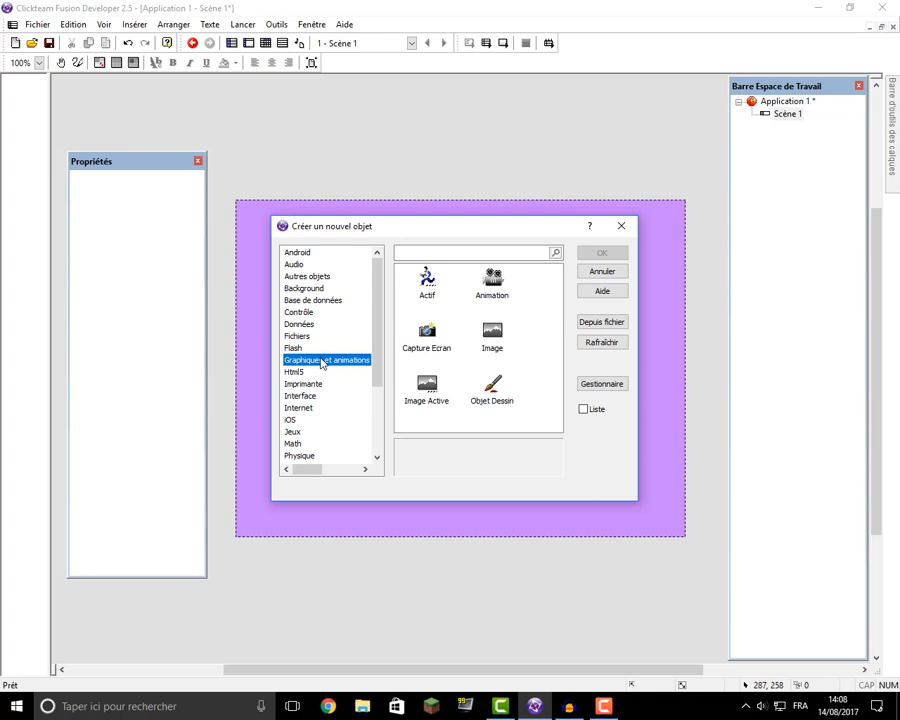 Clickteam Fusion Developer 2.5 - [Application 1 - Scène 1*]
Fichier Edition Voir Insérer Arranger Texte Lancer Outils Fenêtre Aide
1 - Scène 1
100%
Barre Espace de Travail
Application 1 *
Scène 1
Barre d'outils des calques
Propriétés
Créer un nouvel objet
Android
Audio
Autres objets
Background
Base de données
Contrôle
Données
Fichiers
Flash
Graphiques et animations
Html5
Imprimante
Interface
Internet
iOS
Jeux
Math
Physique
Actif Animation
Capture Ecran Image
Image Active Objet Dessin
OK
Annuler
Aide
Depuis fichier
Rafraîchir
Gestionnaire
Liste
Prêt
287, 258 0 CAP NUM
Taper ici pour rechercher
FRA
14:08
14/08/2017